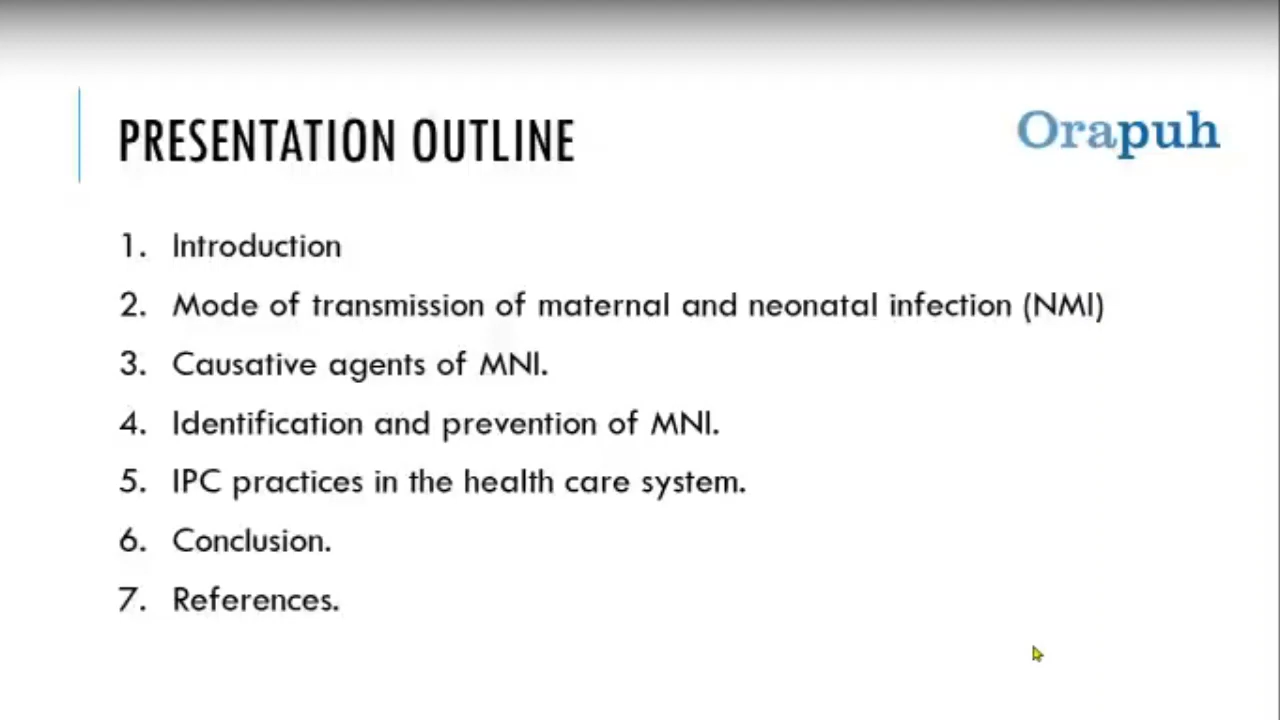 PRESENTATION OUTLINE
Orapuh
1. Introduction
2. Mode of transmission of maternal and neonatal infection (NMI)
3. Causative agents of MNI.
4. Identification and prevention of MNI.
5. IPC practices in the health care system.
6. Conclusion.
7. References.